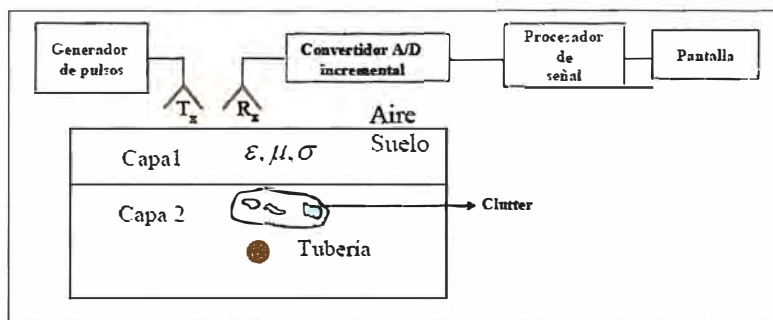 Generador
de pulsos
Convertidor A/D
incremental
Procesador
de
señal
Pantalla
Tx
Rx
Aire
Suelo
Capa1
ε, μ, σ
Capa 2
Clutter
Tubería